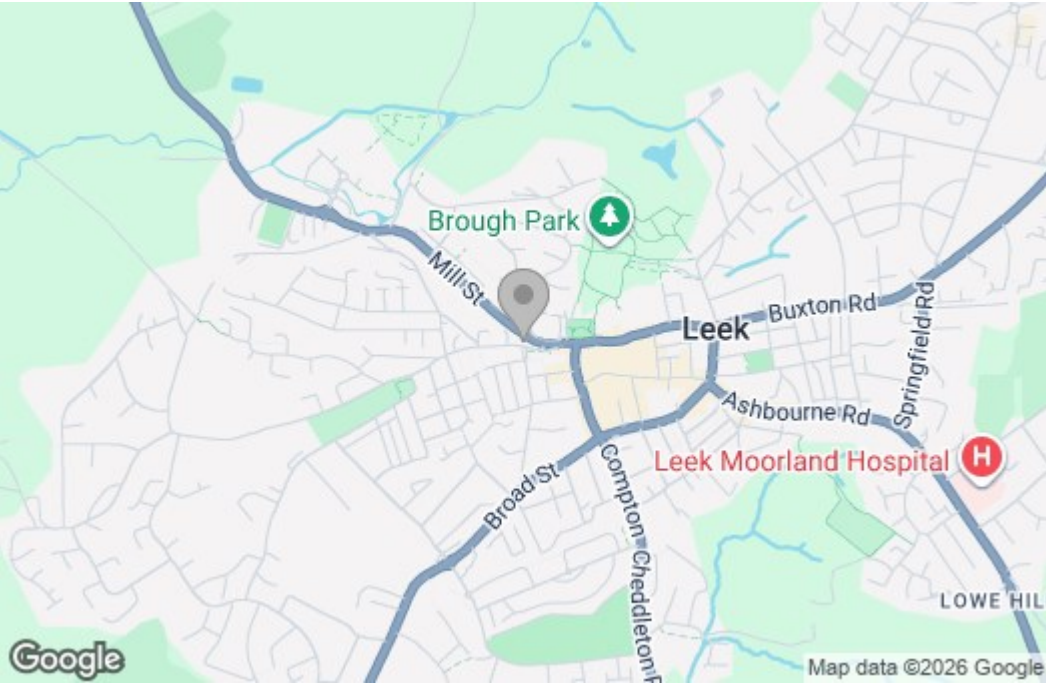 Brough Park
Mill St
Buxton Rd
Leek
Springfield Rd
Ashbourne Rd
Leek Moorland Hospital
H
Broad St
Compton
Cheddleton R
LOWE HIL
Google
Map data ©2026 Google